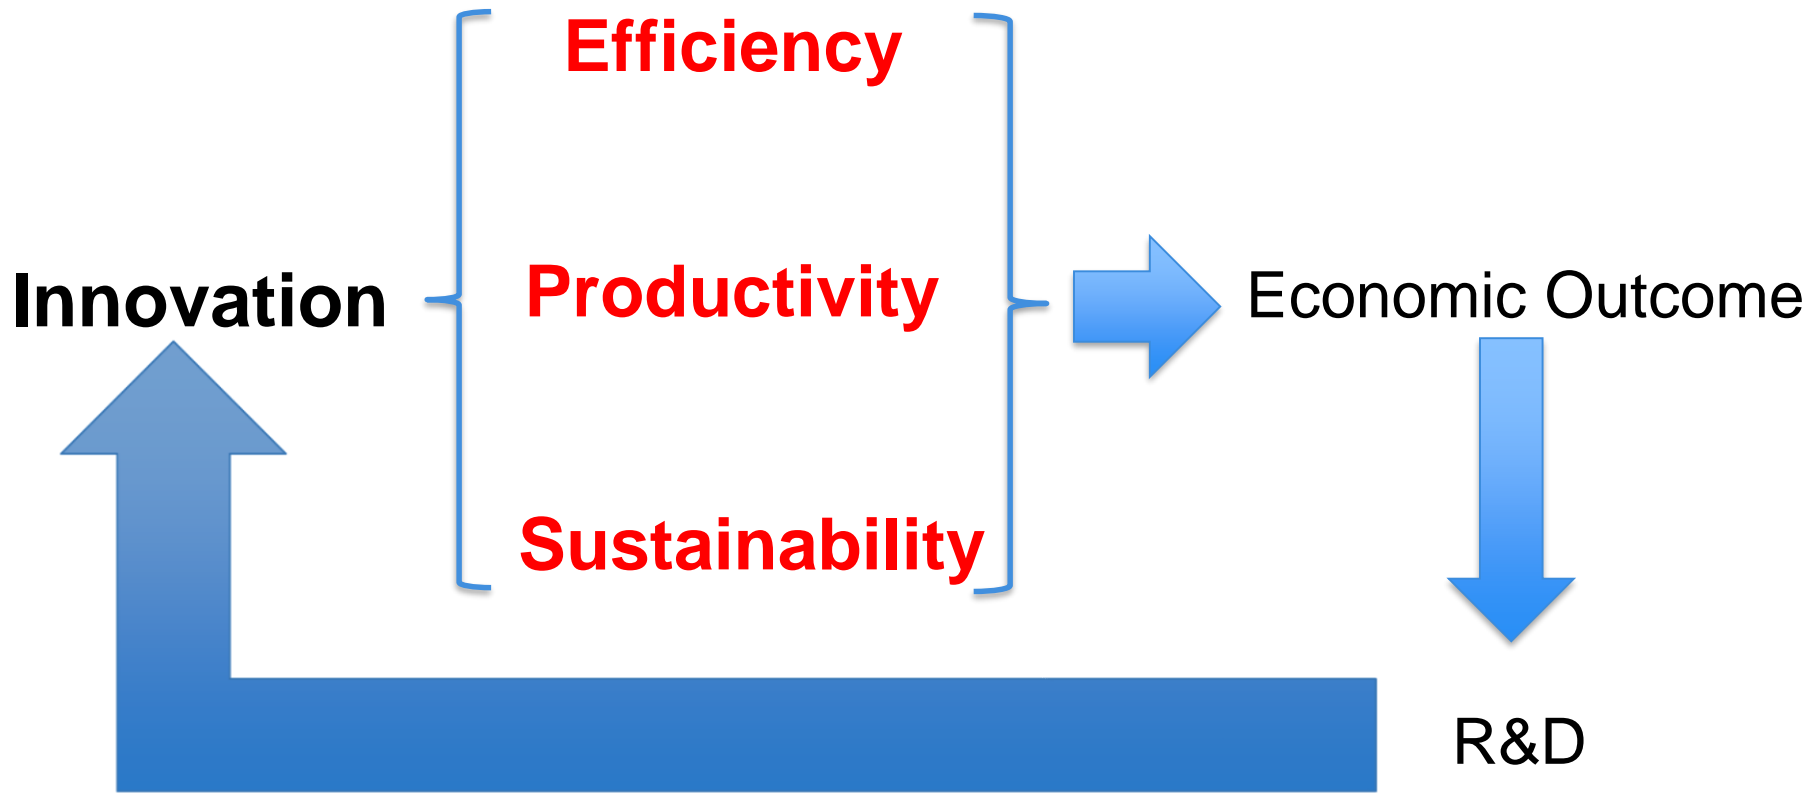 Efficiency
Innovation
Productivity
Economic Outcome
Sustainability
R&D